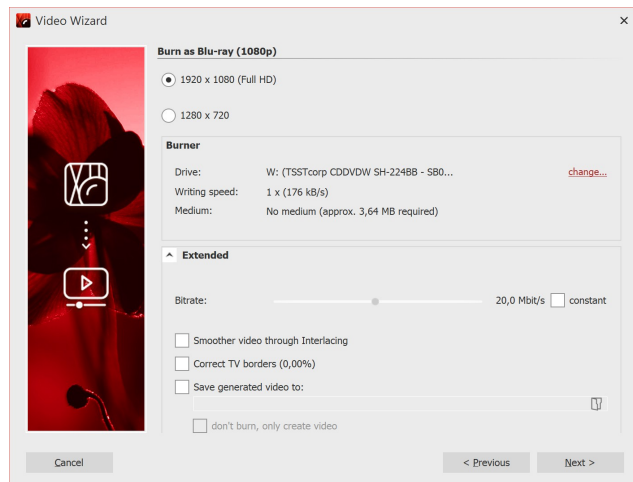 Video Wizard
Burn as Blu-ray (1080p)
1920 x 1080 (Full HD)
1280 x 720
Burner
Drive: W: (TSSTcorp CDDVDW SH-224BB - SB0... change...
Writing speed: 1 x (176 kB/s)
Medium: No medium (approx. 3,64 MB required)
Extended
Bitrate: 20,0 Mbit/s constant
Smoother video through Interlacing
Correct TV borders (0,00%)
Save generated video to:
don't burn, only create video
Cancel < Previous Next >